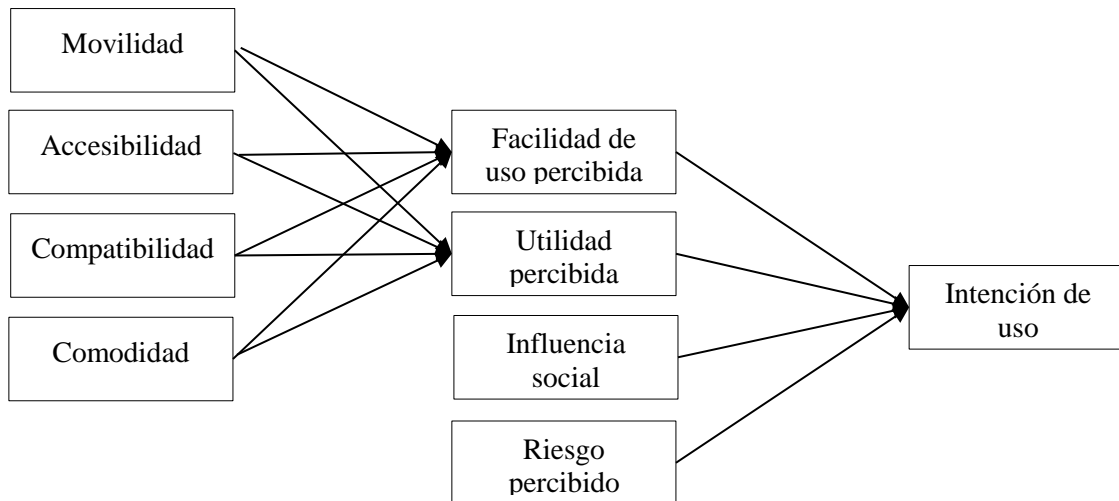 Movilidad
Accesibilidad
Compatibilidad
Comodidad
Facilidad de
uso percibida
Utilidad
percibida
Influencia
social
Riesgo
percibido
Intención de
uso